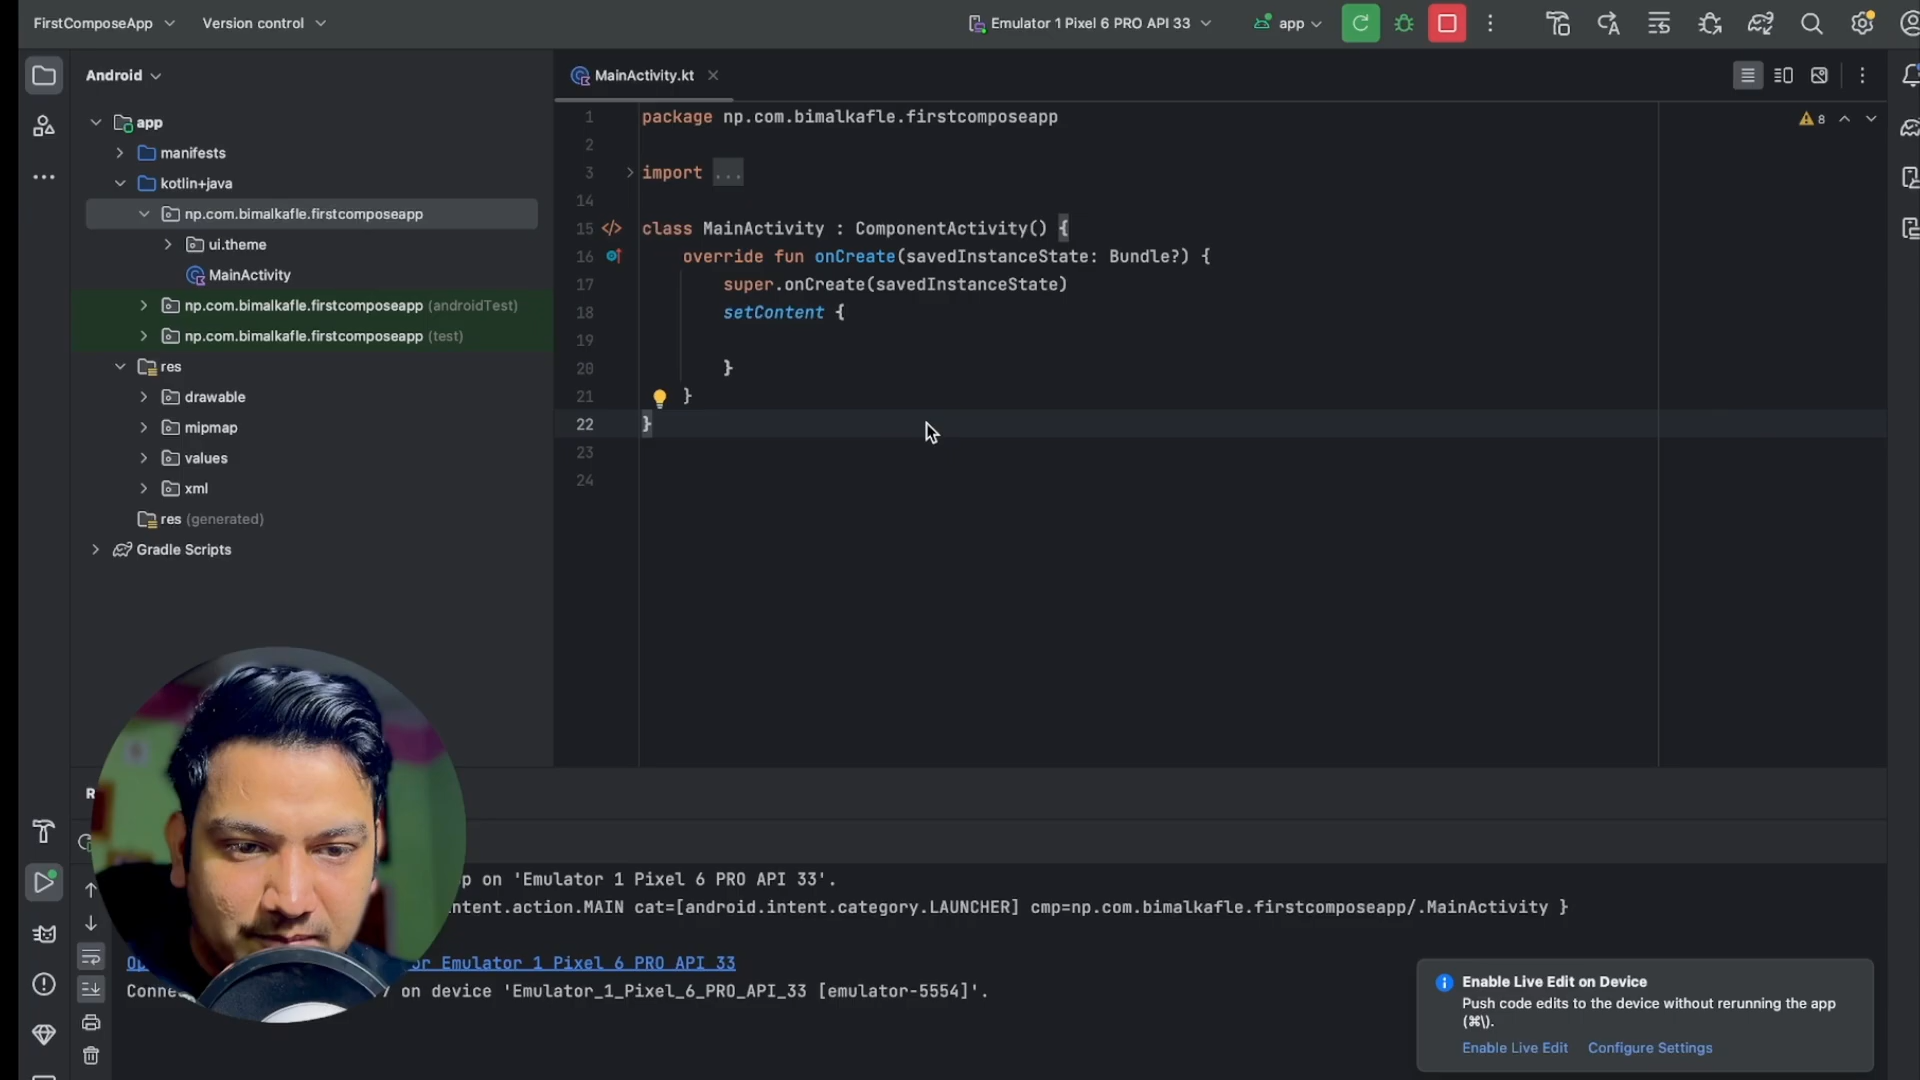 FirstComposeApp
Version control
Emulator 1 Pixel 6 PRO API 33
app
Android
MainActivity.kt
app
manifests
kotlin+java
np.com.bimalkafle.firstcomposeapp
ui.theme
MainActivity
np.com.bimalkafle.firstcomposeapp (androidTest)
np.com.bimalkafle.firstcomposeapp (test)
res
drawable
mipmap
values
xml
res (generated)
Gradle Scripts
8
1 package np.com.bimalkafle.firstcomposeapp
2
3 import ...
14
15 class MainActivity : ComponentActivity() {
16 override fun onCreate(savedInstanceState: Bundle?) {
17 super.onCreate(savedInstanceState)
18 setContent {
19
20 }
21 }
22 }
23
24
p on 'Emulator 1 Pixel 6 PRO API 33'.
ntent.action.MAIN cat=[android.intent.category.LAUNCHER] cmp=np.com.bimalkafle.firstcomposeapp/.MainActivity }
Emulator 1 Pixel 6 PRO API 33
on device 'Emulator_1_Pixel_6_PRO_API_33 [emulator-5554]'.
Enable Live Edit on Device
Push code edits to the device without rerunning the app
(⌘\).
Enable Live Edit Configure Settings